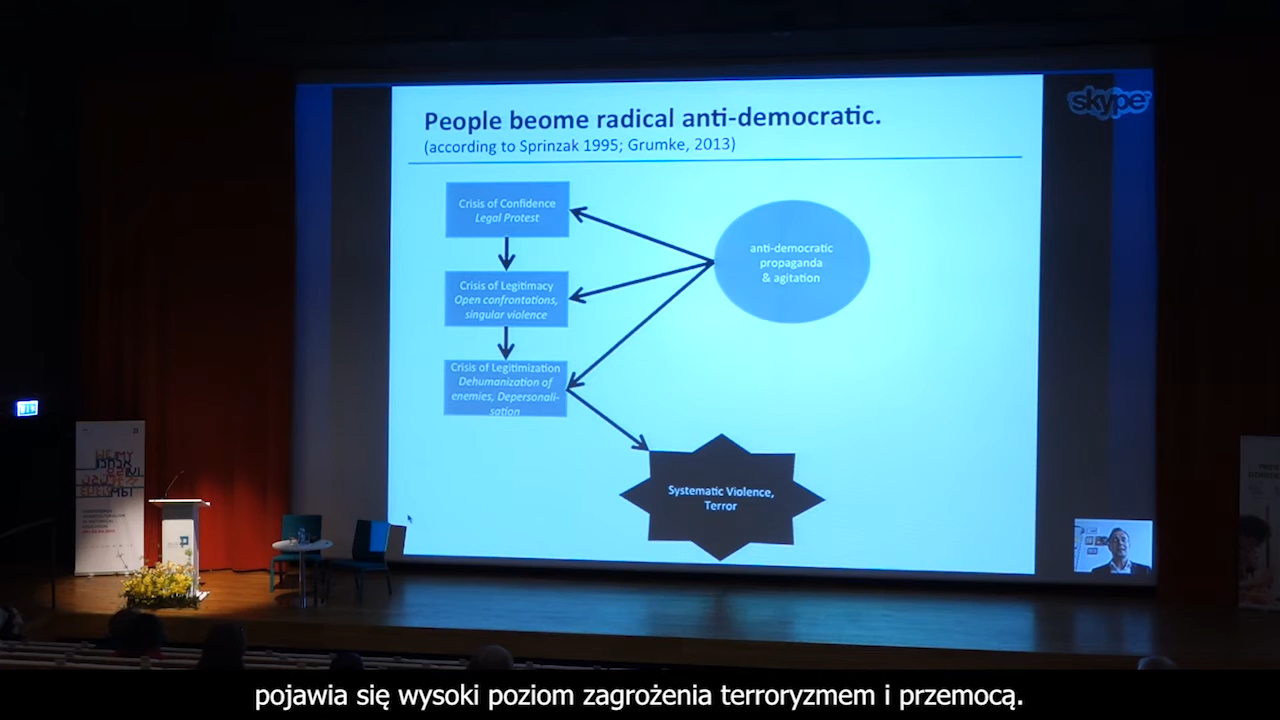 People beome radical anti-democratic.
(according to Sprinzak 1995; Grumke, 2013)
skype
Crisis of Confidence
Legal Protest
anti-democratic
propaganda
& agitation
Crisis of Legitimacy
Open confrontations,
singular violence
Crisis of Legitimization
Dehumanization of
enemies, Depersonali-
sation
Systematic Violence,
Terror
pojawia się wysoki poziom zagrożenia terroryzmem i przemocą.